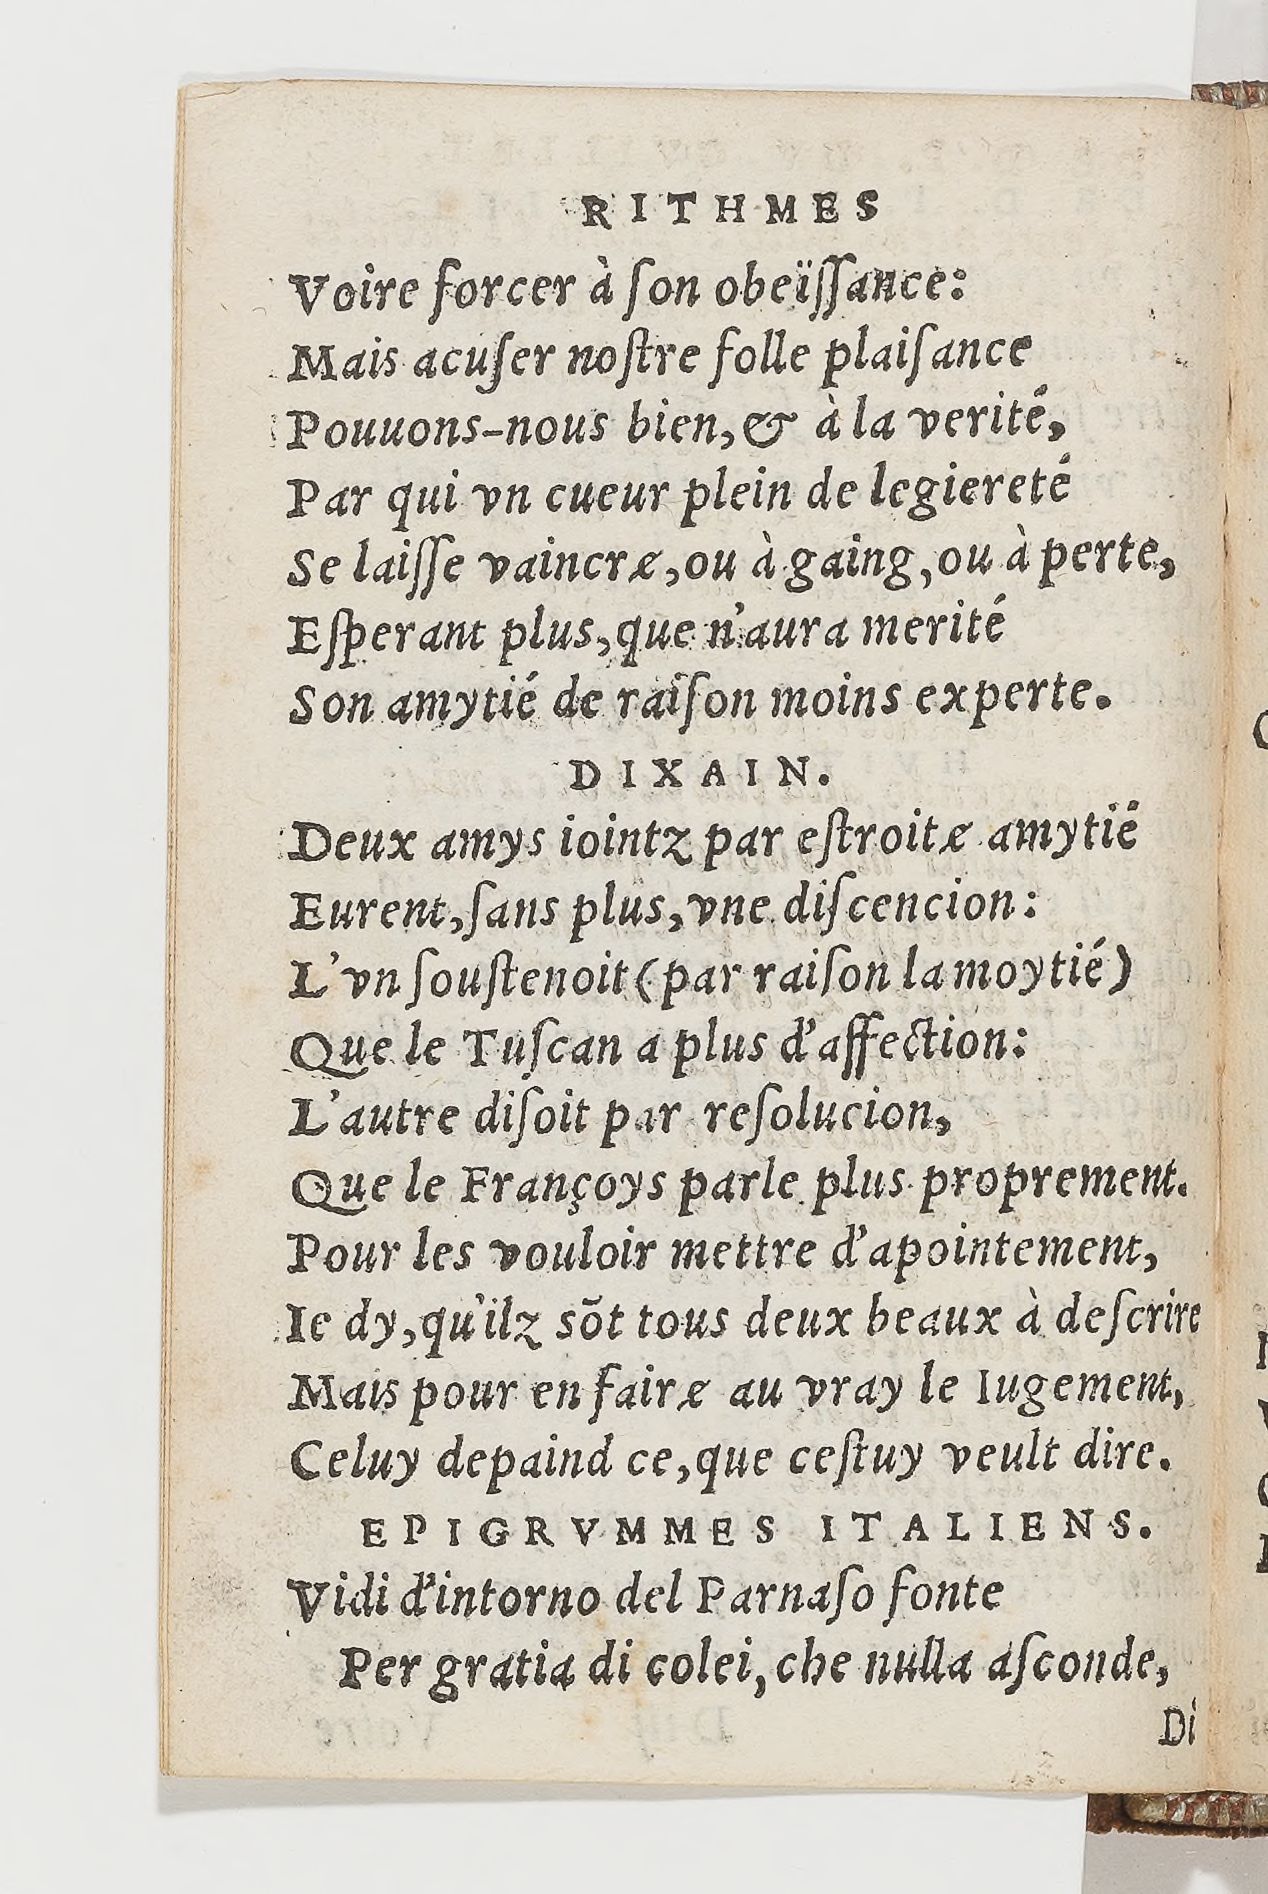 RITHMES
Voire forcer à ſon obeïſſance:
Mais acuſer noſtre folle plaiſance
Pouuons-nous bien, & à la verité,
Par qui vn cueur plein de legiereté
Se laiſſe vaincrɇ, ou à gaing, ou à perte,
Eſperant plus, que n'aura merité
Son amytié de raiſon moins experte.
DIXAIN.
Deux amys iointz par eſtroitɇ amytié
Eurent, ſans plus, vne diſcencion:
L'vn ſouſtenoit (par raiſon la moytié)
Que le Tuſcan a plus d'affection:
L'autre diſoit par reſolucion,
Que le Françoys parle plus proprement.
Pour les vouloir mettre d'apointement,
Ie dy, qu'ilz sõt tous deux beaux à deſcrire
Mais pour en fairɇ au vray le Iugement,
Celuy depaind ce, que ceſtuy veult dire.
EPIGRVMMES ITALIENS.
Vidi d'intorno del Parnaſo fonte
Per gratia di colei, che nulla aſconde,
Di